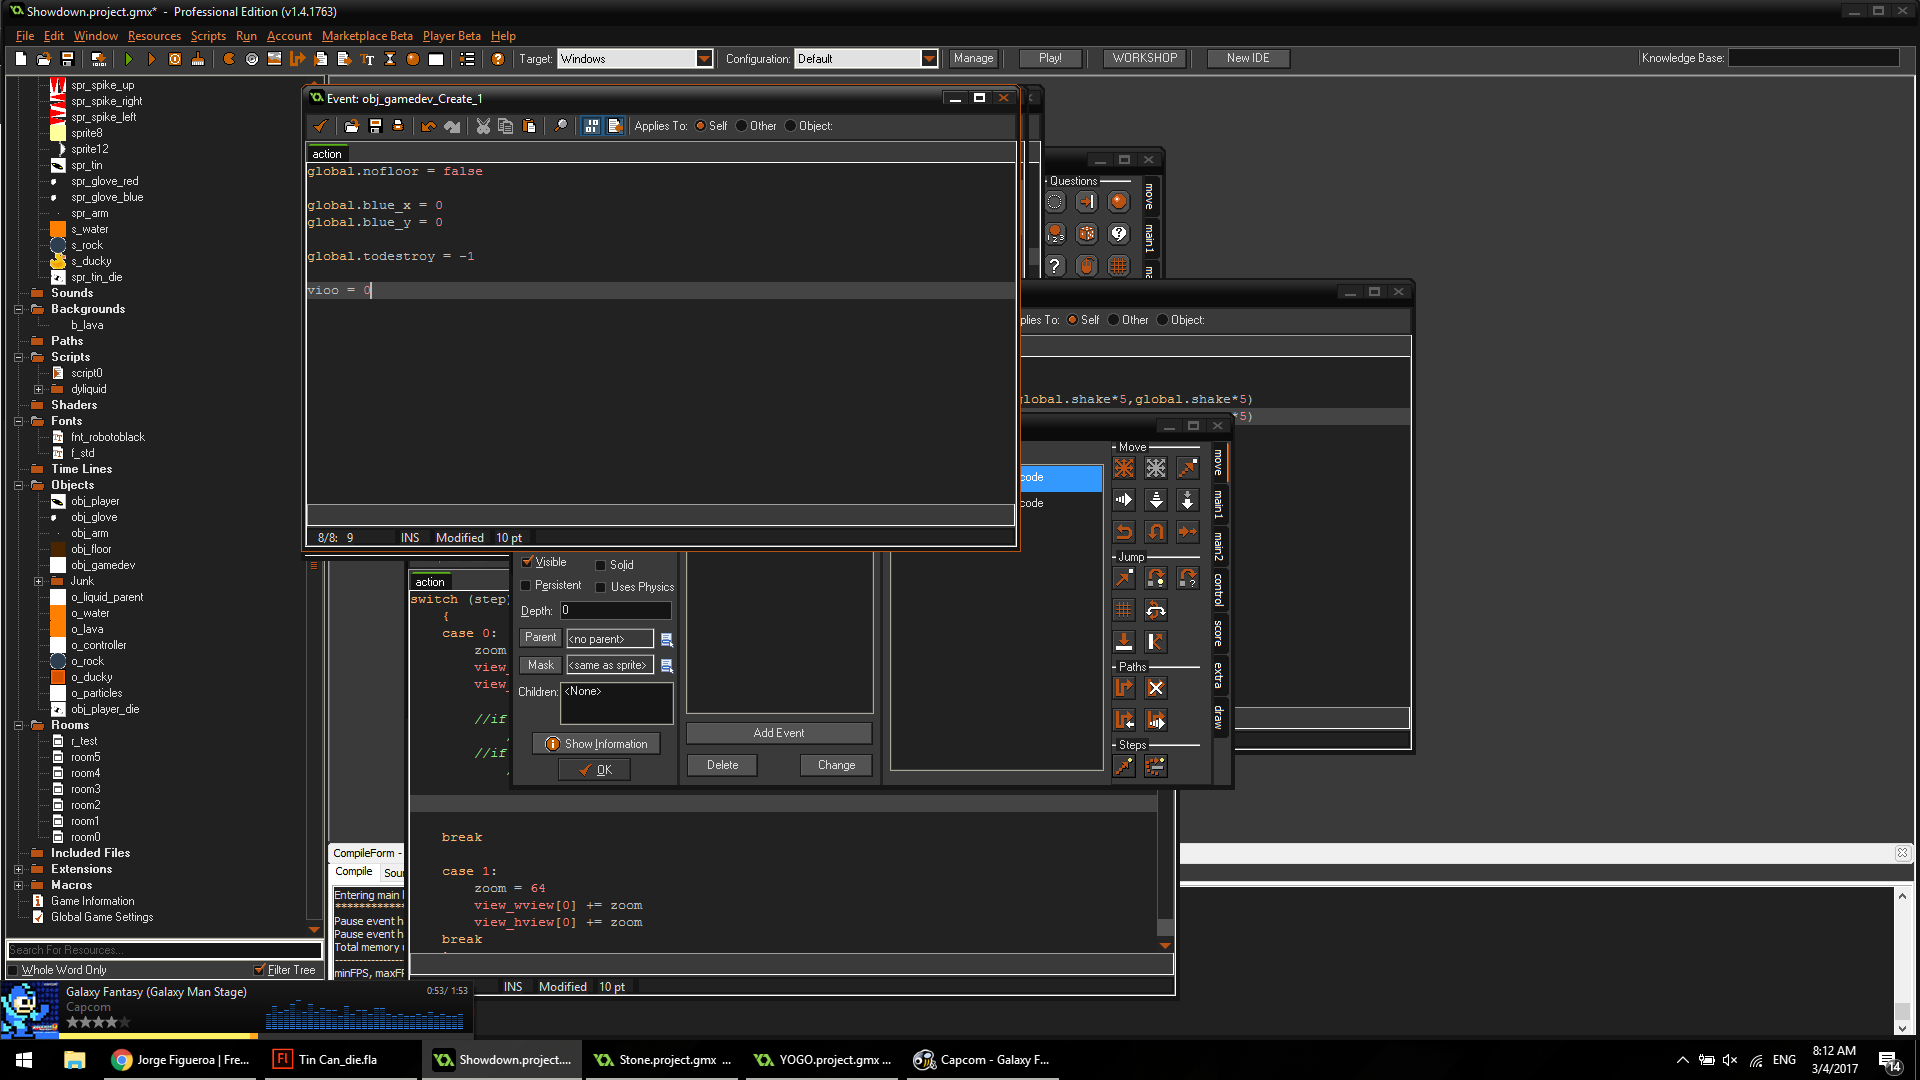 Showdown.project.gmx* - Professional Edition (v1.4.1763)
File Edit Window Resources Scripts Run Account Marketplace Beta Player Beta Help
Target: Windows Configuration: Default Manage Play! WORKSHOP New IDE Knowledge Base:
spr_spike_up
spr_spike_right
spr_spike_left
sprite8
sprite12
spr_tin
spr_glove_red
spr_glove_blue
spr_arm
s_water
s_rock
s_ducky
spr_tin_die
Sounds
Backgrounds
b_lava
Paths
Scripts
script0
dyliquid
Shaders
Fonts
fnt_robotoblack
f_std
Time Lines
Objects
obj_player
obj_glove
obj_arm
obj_floor
obj_gamedev
Junk
o_liquid_parent
o_water
o_lava
o_controller
o_rock
o_ducky
o_particles
obj_player_die
Rooms
r_test
room5
room4
room3
room2
room1
room0
Included Files
Extensions
Macros
Game Information
Global Game Settings
Search For Resources...
Whole Word Only Filter Tree
Event: obj_gamedev_Create_1
Applies To: Self Other Object:
action
global.nofloor = false
global.blue_x = 0
global.blue_y = 0
global.todestroy = -1
vioo = 0
8/8: 9 INS Modified 10 pt
Questions
move
main1
plies To: Self Other Object:
global.shake*5,global.shake*5)
*5)
code
code
Move
Jump
Paths
Steps
move
main1
main2
control
score
extra
draw
Visible Solid
Persistent Uses Physics
Depth: 0
Parent <no parent>
Mask <same as sprite>
Children: <None>
Show Information
OK
Add Event
Delete Change
action
switch (step)
{
case 0:
zoom
view_
view_
//if
//if
break
case 1:
zoom = 64
view_wview[0] += zoom
view_hview[0] += zoom
break
INS Modified 10 pt
CompileForm -
Compile Sour
Entering main l
************
Pause event h
Pause event h
Total memory u
minFPS, maxFP
Galaxy Fantasy (Galaxy Man Stage) 0:53/ 1:53
Capcom
Jorge Figueroa | Fre...
Tin Can_die.fla
Showdown.project....
Stone.project.gmx ...
YOGO.project.gmx ...
Capcom - Galaxy F...
ENG
8:12 AM
3/4/2017
14